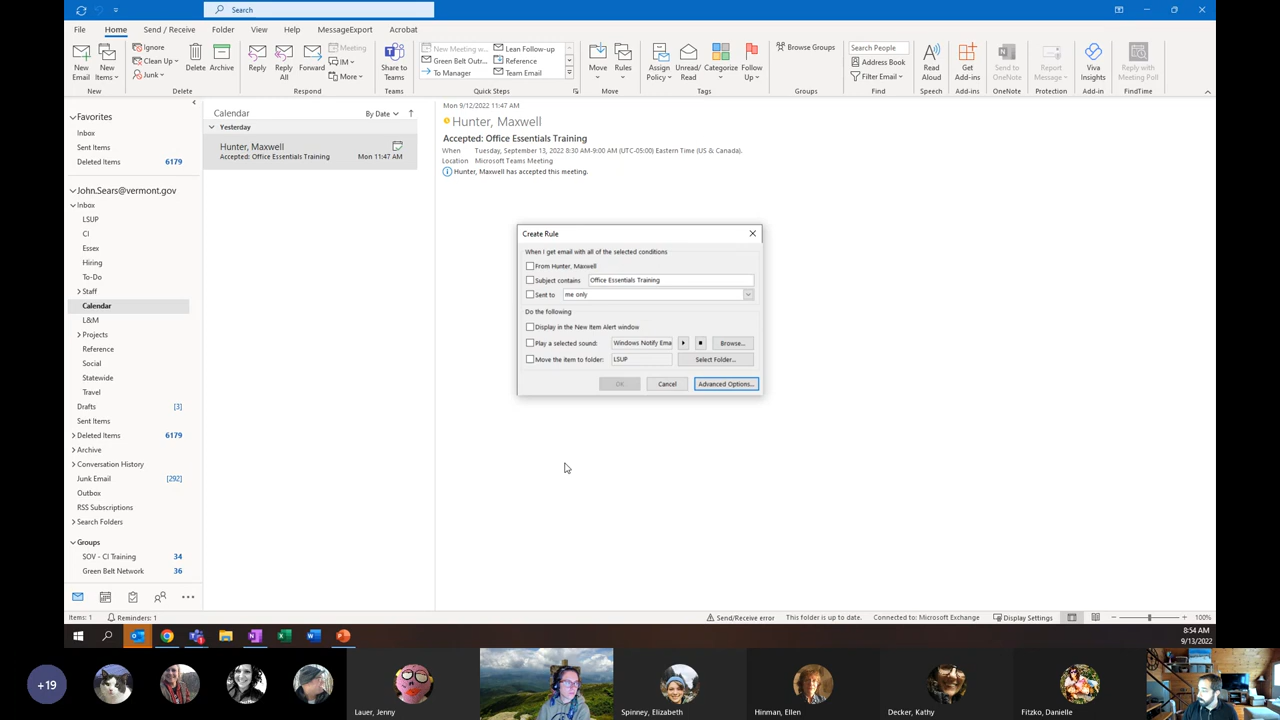 Search
File Home Send / Receive Folder View Help MessageExport Acrobat
New Email
New Items
New
Ignore
Clean Up
Junk
Delete
Archive
Delete
Reply
Reply All
Forward
Meeting
IM
More
Respond
Share to Teams
Teams
New Meeting w...
Green Belt Outr...
To Manager
Lean Follow-up
Reference
Team Email
Quick Steps
Move
Rules
Move
Assign Policy
Unread/ Read
Categorize
Follow Up
Tags
Browse Groups
Groups
Search People
Address Book
Filter Email
Find
Read Aloud
Speech
Get Add-ins
Add-ins
Send to OneNote
OneNote
Report Message
Protection
Viva Insights
Add-in
Reply with Meeting Poll
FindTime
Favorites
Inbox
Sent Items
Deleted Items 6179
John.Sears@vermont.gov
Inbox
LSUP
CI
Essex
Hiring
To-Do
Staff
Calendar
L&M
Projects
Reference
Social
Statewide
Travel
Drafts [3]
Sent Items
Deleted Items 6179
Archive
Conversation History
Junk Email [292]
Outbox
RSS Subscriptions
Search Folders
Groups
SOV - CI Training 34
Green Belt Network 36
Calendar By Date
Yesterday
Hunter, Maxwell
Accepted: Office Essentials Training Mon 11:47 AM
Mon 9/12/2022 11:47 AM
Hunter, Maxwell
Accepted: Office Essentials Training
When Tuesday, September 13, 2022 8:30 AM-9:00 AM (UTC-05:00) Eastern Time (US & Canada).
Location Microsoft Teams Meeting
Hunter, Maxwell has accepted this meeting.
Create Rule
When I get email with all of the selected conditions
From Hunter, Maxwell
Subject contains Office Essentials Training
Sent to me only
Do the following
Display in the New Item Alert window
Play a selected sound: Windows Notify Ema Browse...
Move the item to folder: LSUP Select Folder...
OK Cancel Advanced Options...
Items: 1 Reminders: 1 Send/Receive error This folder is up to date. Connected to: Microsoft Exchange Display Settings 100%
8:54 AM
9/13/2022
+19
Lauer, Jenny
Spinney, Elizabeth
Hinman, Ellen
Decker, Kathy
Fitzko, Danielle